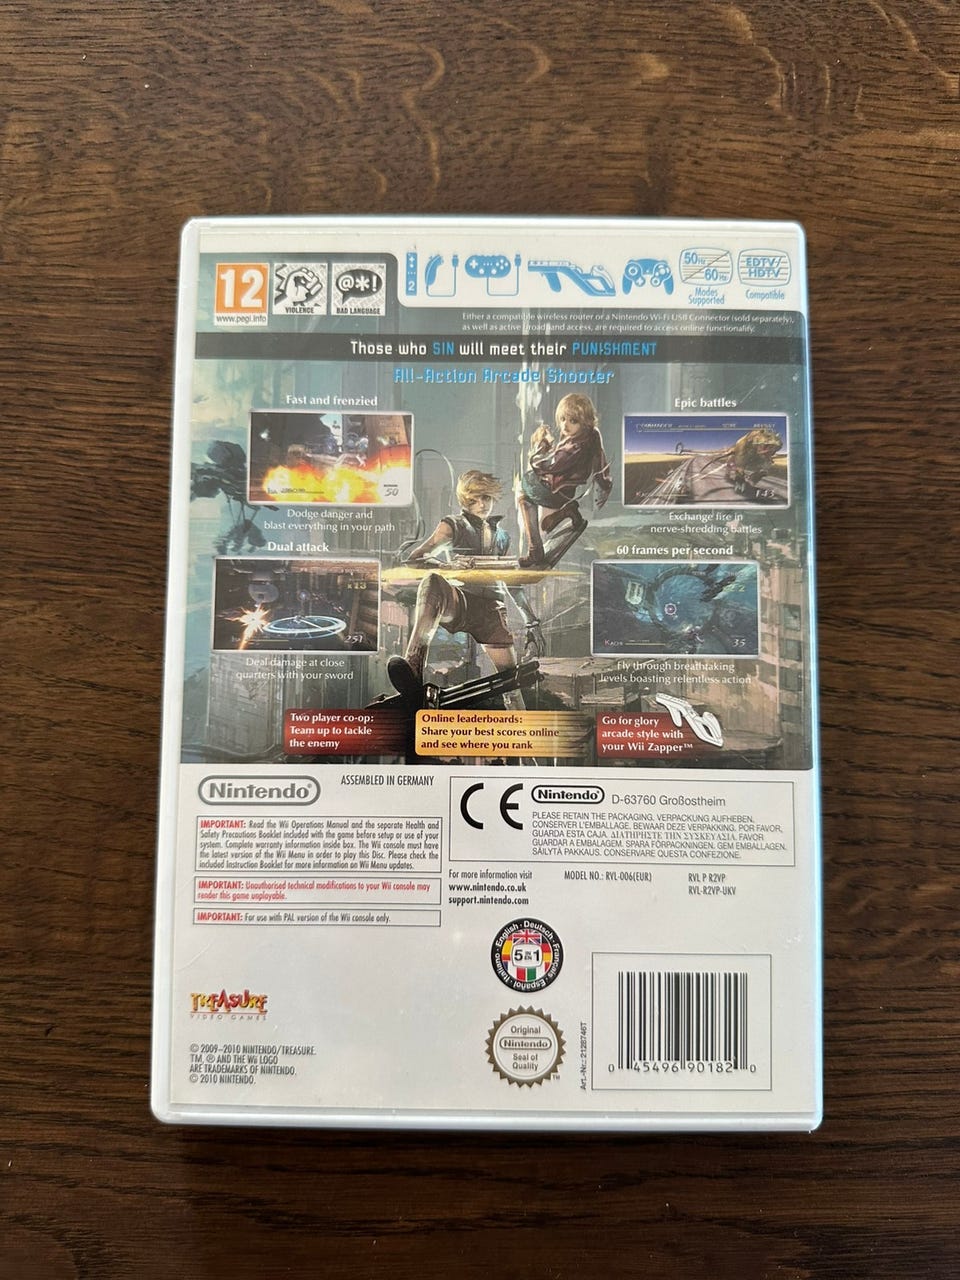 12
www.pegi.info
VIOLENCE
@*!
BAD LANGUAGE
2
50Hz
60Hz
Modes
Supported
EDTV/
HDTV
Compatible
Either a compatible wireless router or a Nintendo Wi-Fi USB Connector (sold separately),
as well as active broadband access, are required to access online functionality.
Those who SIN will meet their PUNISHMENT
All-Action Arcade Shooter
Fast and frenzied
50
Dodge danger and
blast everything in your path
Epic battles
143
Exchange fire in
nerve-shredding battles
Dual attack
251
Deal damage at close
quarters with your sword
60 frames per second
KACHI
35
Fly through breathtaking
levels boasting relentless action
Two player co-op:
Team up to tackle
the enemy
Online leaderboards:
Share your best scores online
and see where you rank
Go for glory
arcade style with
your Wii Zapper™
Nintendo®
ASSEMBLED IN GERMANY
CE
Nintendo®
D-63760 Großostheim
PLEASE RETAIN THE PACKAGING. VERPACKUNG AUFHEBEN.
CONSERVER L'EMBALLAGE. BEWAAR DEZE VERPAKKING. POR FAVOR,
GUARDA ESTA CAJA. ΔΙΑΤΗΡΗΣΤΕ ΤΗΝ ΣΥΣΚΕΥΑΣΙΑ. FAVOR
GUARDAR A EMBALAGEM. SPARA FÖRPACKNINGEN. GEM EMBALLAGEN.
SÄILYTÄ PAKKAUS. CONSERVARE QUESTA CONFEZIONE.
IMPORTANT: Read the Wii Operations Manual and the separate Health and
Safety Precautions Booklet included with the game before setup or use of your
system. Complete warranty information inside box. The Wii console must have
the latest version of the Wii Menu in order to play this Disc. Please check the
included Instruction Booklet for more information on Wii Menu updates.
IMPORTANT: Unauthorised technical modifications to your Wii console may
render this game unplayable.
IMPORTANT: For use with PAL version of the Wii console only.
For more information visit
www.nintendo.co.uk
support.nintendo.com
MODEL NO.: RVL-006(EUR)
RVL P R2VP
RVL-R2VP-UKV
English · Deutsch · Français · Español · Italiano
5 IN EN 1
TREASURE
VIDEO GAMES
© 2009–2010 NINTENDO/TREASURE.
TM, ® AND THE Wii LOGO
ARE TRADEMARKS OF NINTENDO.
© 2010 NINTENDO.
Original
Nintendo
Seal of
Quality
TM
Art.-Nr.: 2128746T
0 45496 90182 0